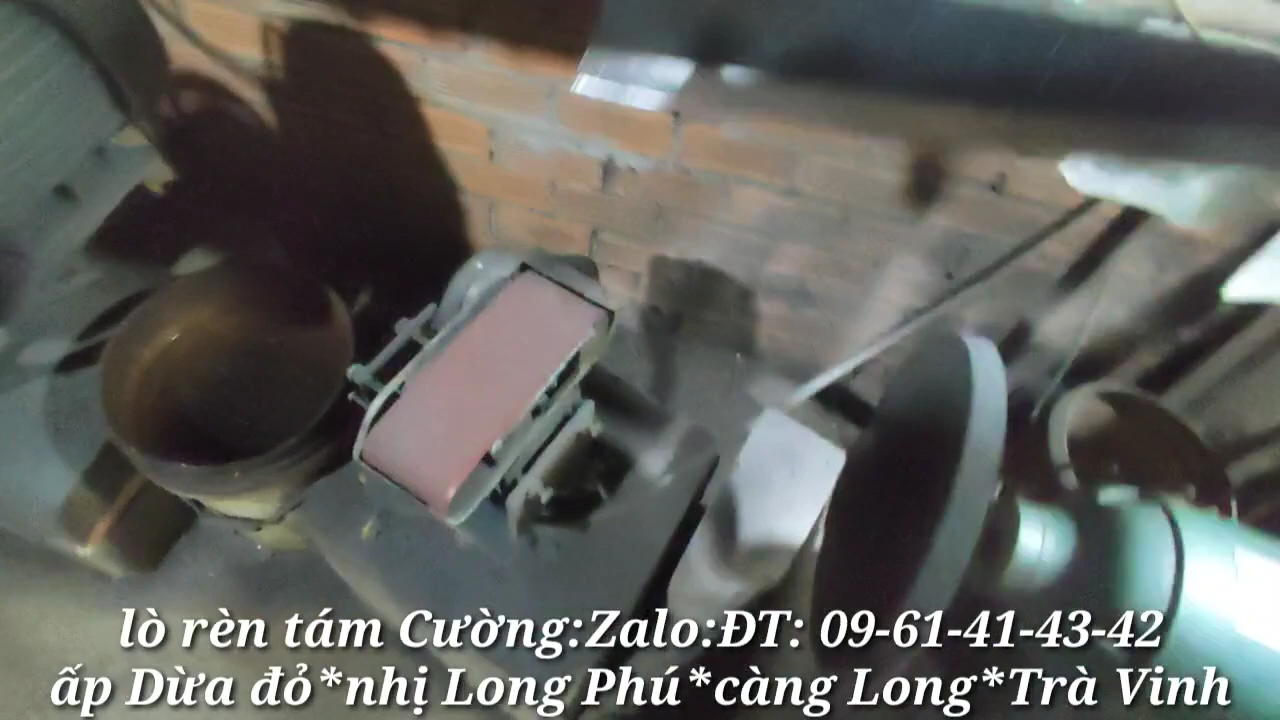 lò rèn tám Cường:Zalo:ĐT: 09-61-41-43-42
ấp Dừa đỏ*nhị Long Phú*càng Long*Trà Vinh